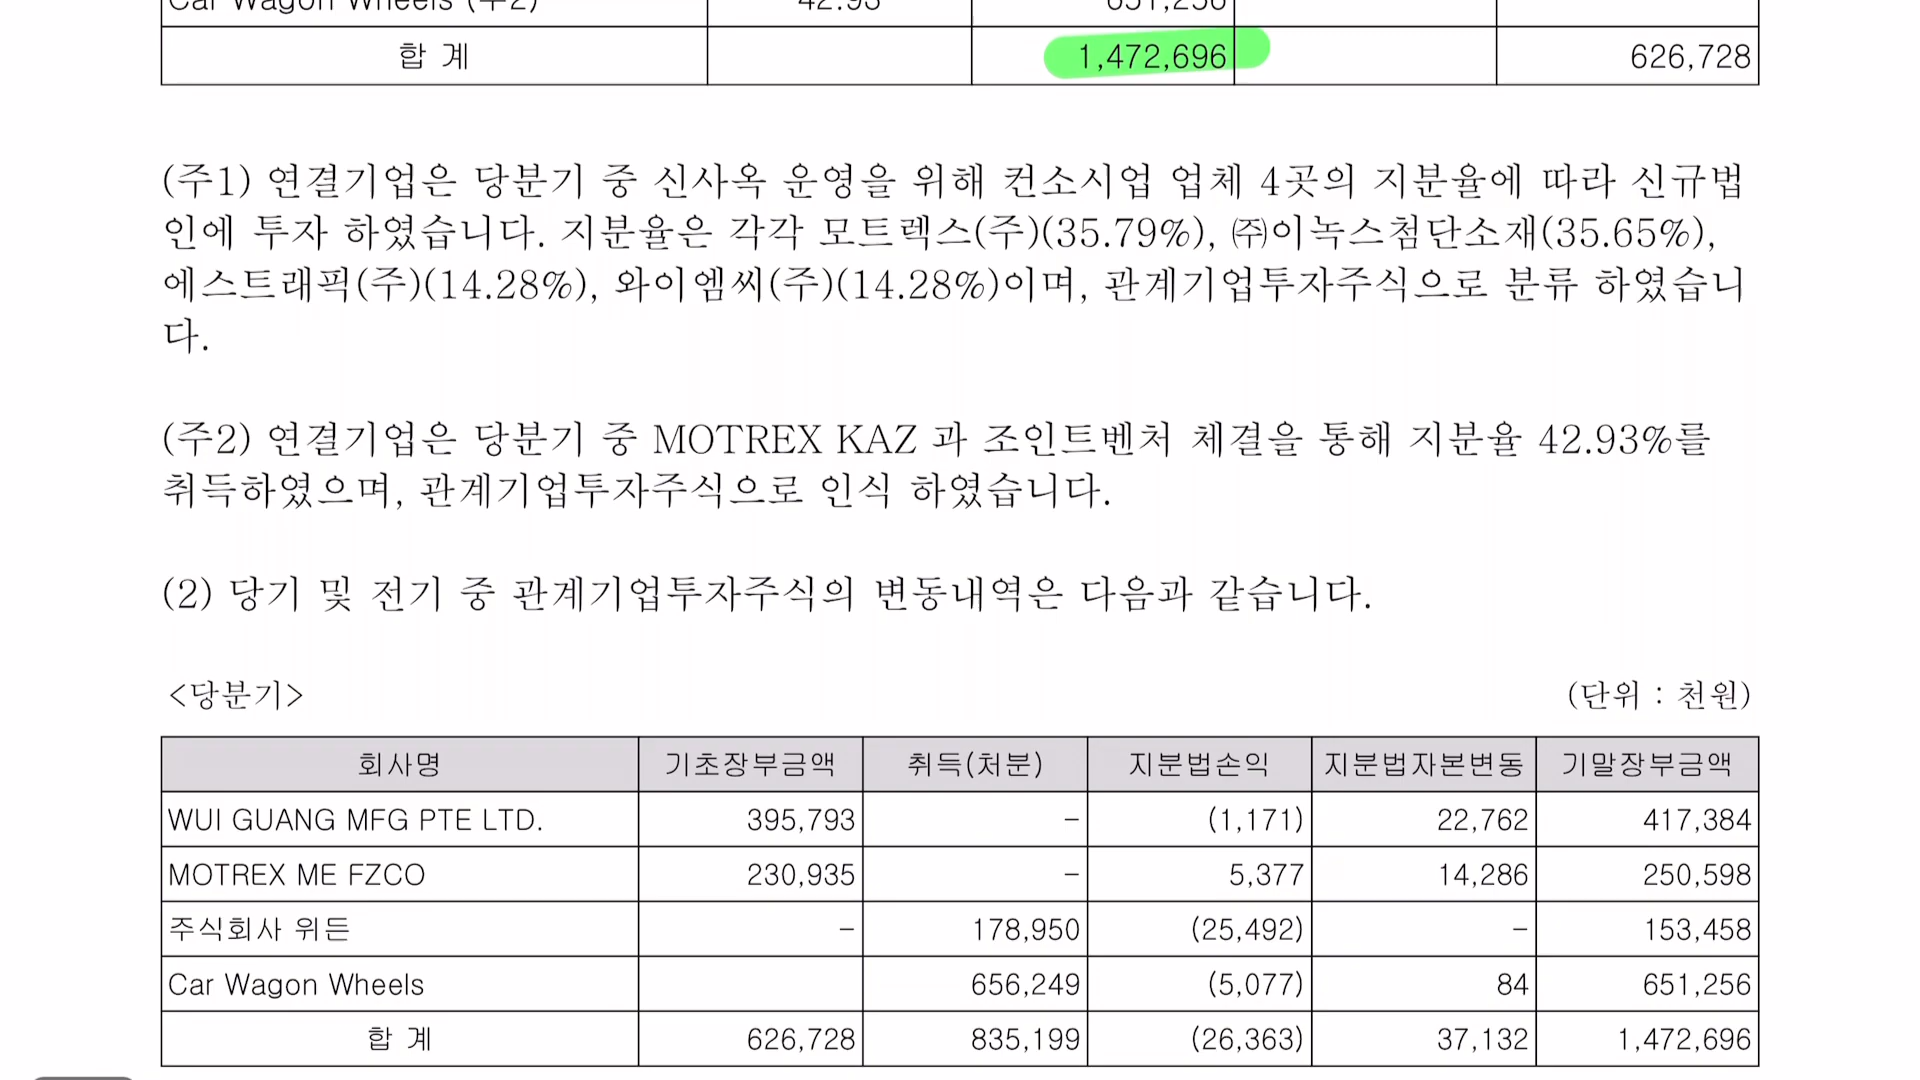 Car Wagon Wheels (주2) 42.93 651,256
합 계 1,472,696 626,728
(주1) 연결기업은 당분기 중 신사옥 운영을 위해 컨소시업 업체 4곳의 지분율에 따라 신규법
인에 투자 하였습니다. 지분율은 각각 모트렉스(주)(35.79%), ㈜이녹스첨단소재(35.65%),
에스트래픽(주)(14.28%), 와이엠씨(주)(14.28%)이며, 관계기업투자주식으로 분류 하였습니
다.
(주2) 연결기업은 당분기 중 MOTREX KAZ 과 조인트벤처 체결을 통해 지분율 42.93%를
취득하였으며, 관계기업투자주식으로 인식 하였습니다.
(2) 당기 및 전기 중 관계기업투자주식의 변동내역은 다음과 같습니다.
<당분기> (단위 : 천원)
회사명 기초장부금액 취득(처분) 지분법손익 지분법자본변동 기말장부금액
WUI GUANG MFG PTE LTD. 395,793 – (1,171) 22,762 417,384
MOTREX ME FZCO 230,935 – 5,377 14,286 250,598
주식회사 위든 – 178,950 (25,492) – 153,458
Car Wagon Wheels 656,249 (5,077) 84 651,256
합 계 626,728 835,199 (26,363) 37,132 1,472,696